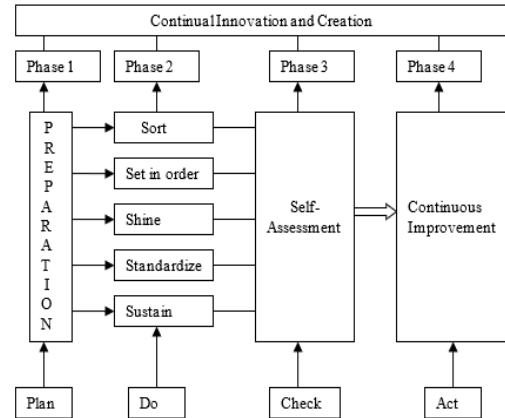 Continual Innovation and Creation
Phase 1
Phase 2
Phase 3
Phase 4
PREPARATION
Sort
Set in order
Shine
Standardize
Sustain
Self-
Assessment
Continuous
Improvement
Plan
Do
Check
Act